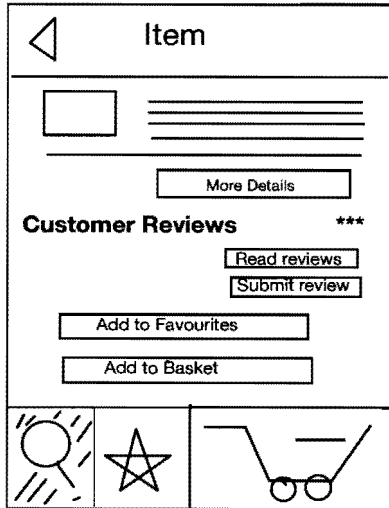 Item
More Details
Customer Reviews ***
Read reviews
Submit review
Add to Favourites
Add to Basket